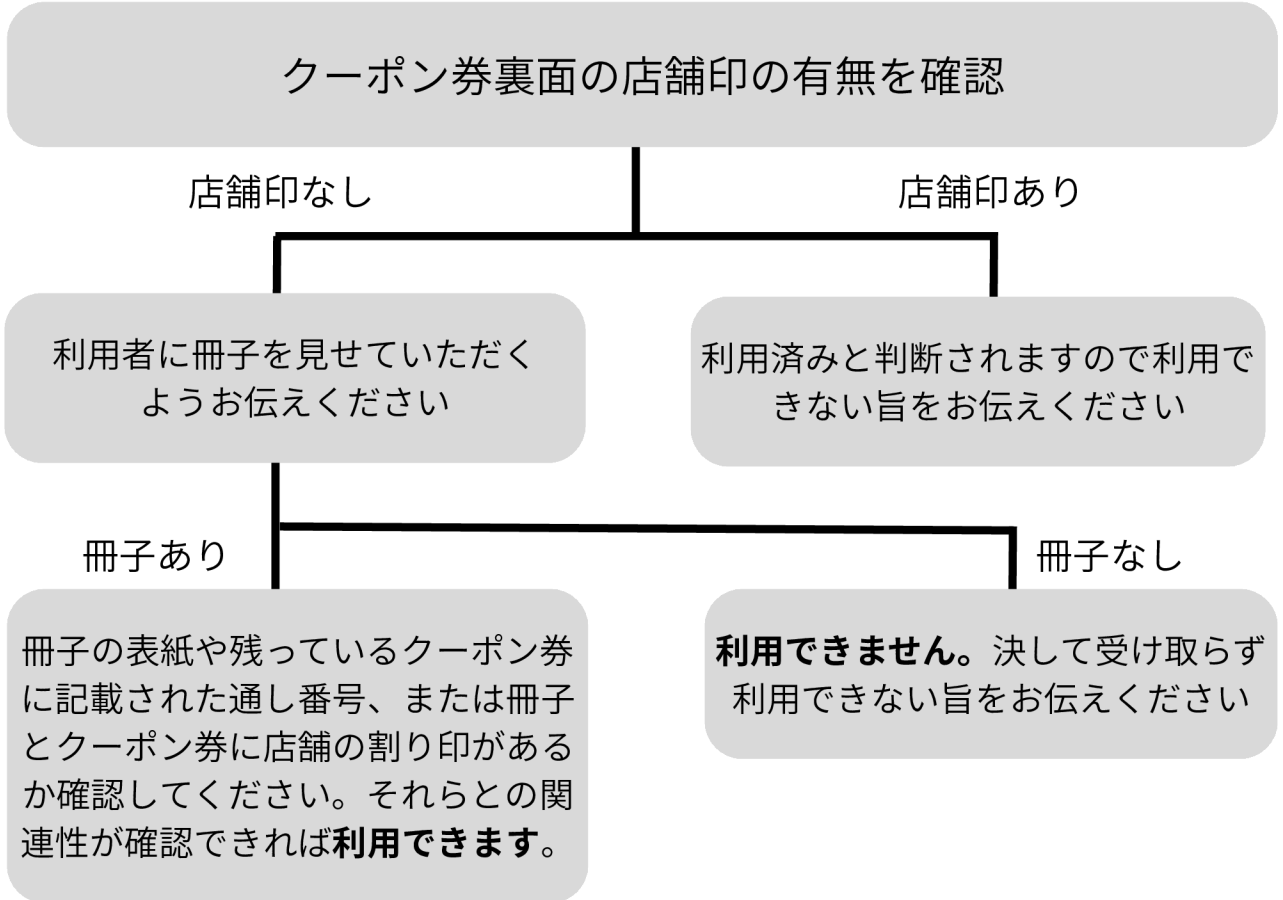 クーポン券裏面の店舗印の有無を確認
店舗印なし
店舗印あり
利用者に冊子を見せていただく
ようお伝えください
利用済みと判断されますので利用で
きない旨をお伝えください
冊子あり
冊子なし
冊子の表紙や残っているクーポン券
に記載された通し番号、または冊子
とクーポン券に店舗の割り印がある
か確認してください。それらとの関
連性が確認できれば利用できます。
利用できません。決して受け取らず
利用できない旨をお伝えください